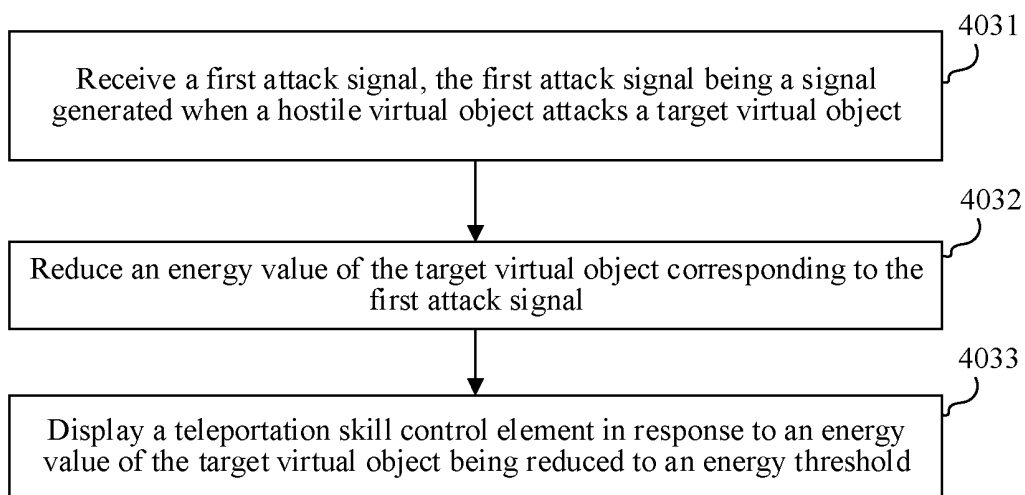 4031
Receive a first attack signal, the first attack signal being a signal
generated when a hostile virtual object attacks a target virtual object
4032
Reduce an energy value of the target virtual object corresponding to the
first attack signal
4033
Display a teleportation skill control element in response to an energy
value of the target virtual object being reduced to an energy threshold